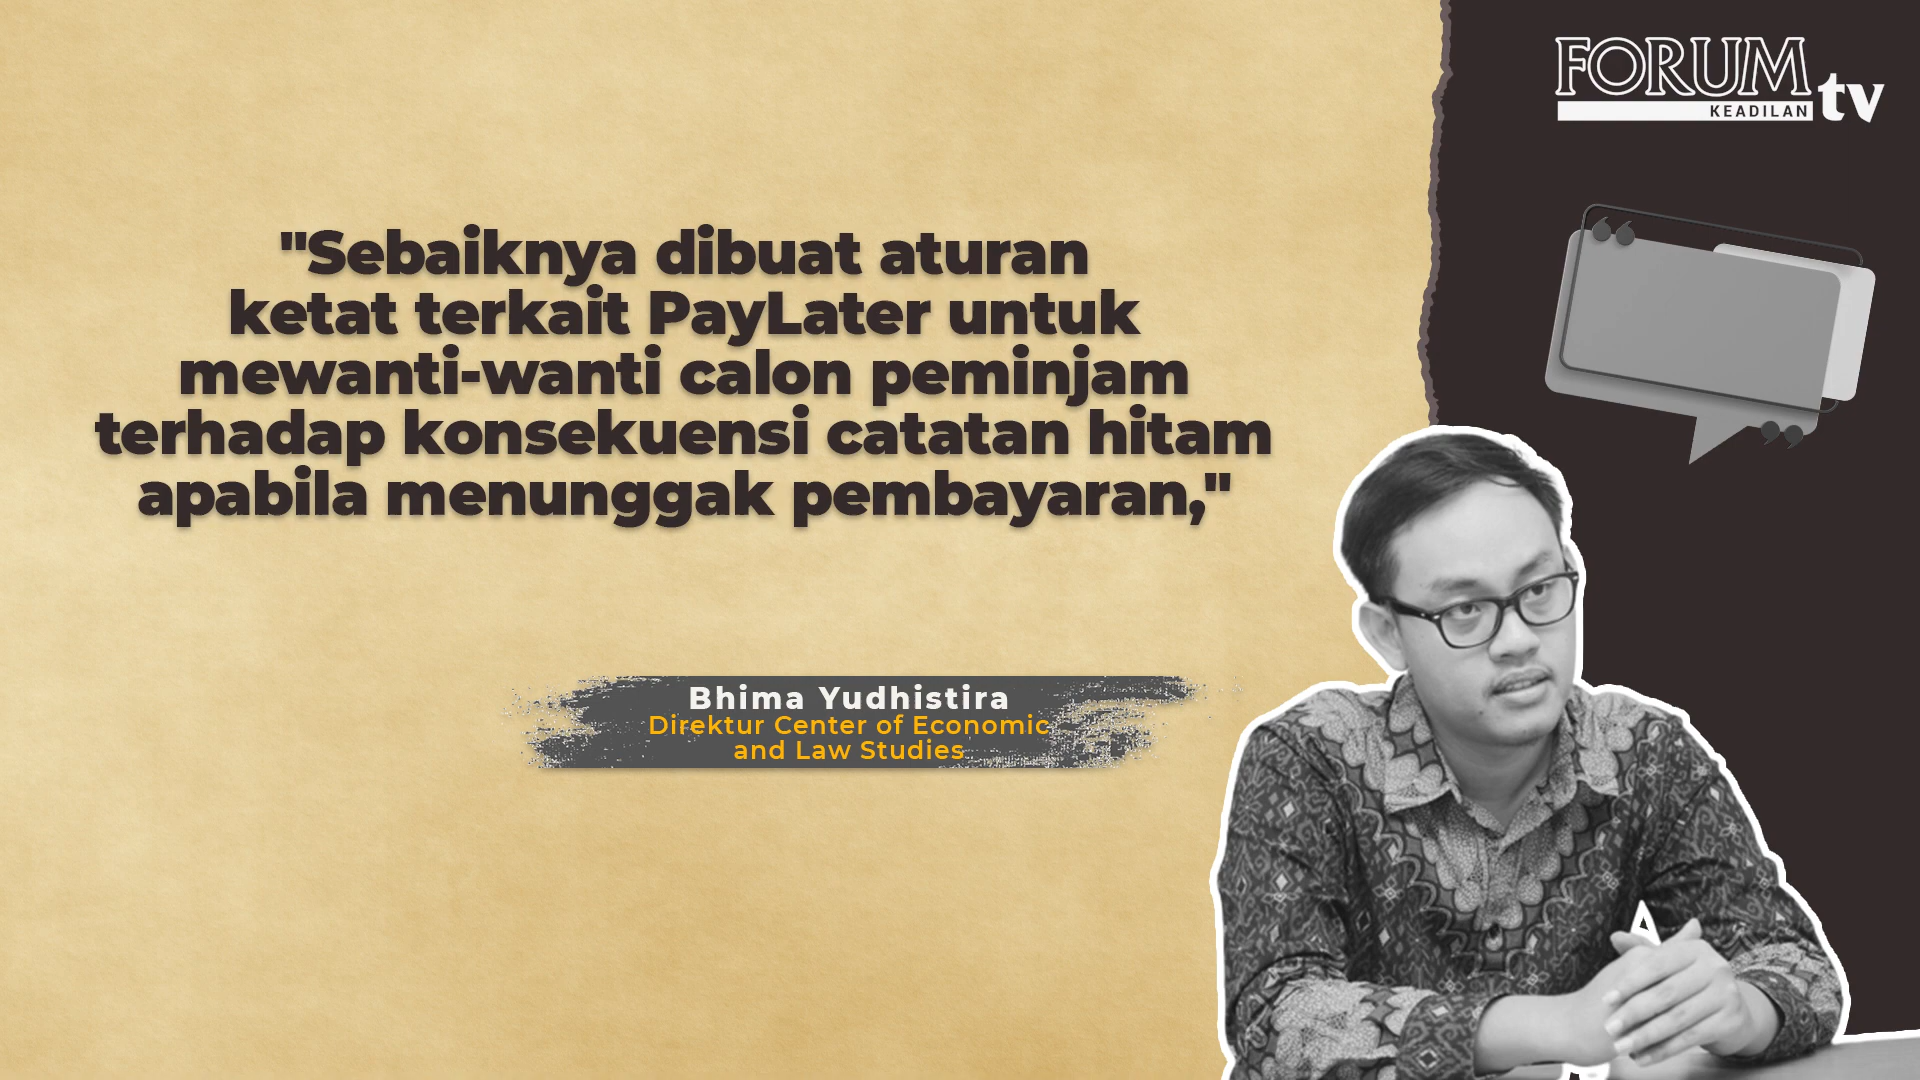 FORUM
KEADILAN
tv
"Sebaiknya dibuat aturan
ketat terkait PayLater untuk
mewanti-wanti calon peminjam
terhadap konsekuensi catatan hitam
apabila menunggak pembayaran,"
Bhima Yudhistira
Direktur Center of Economic
and Law Studies